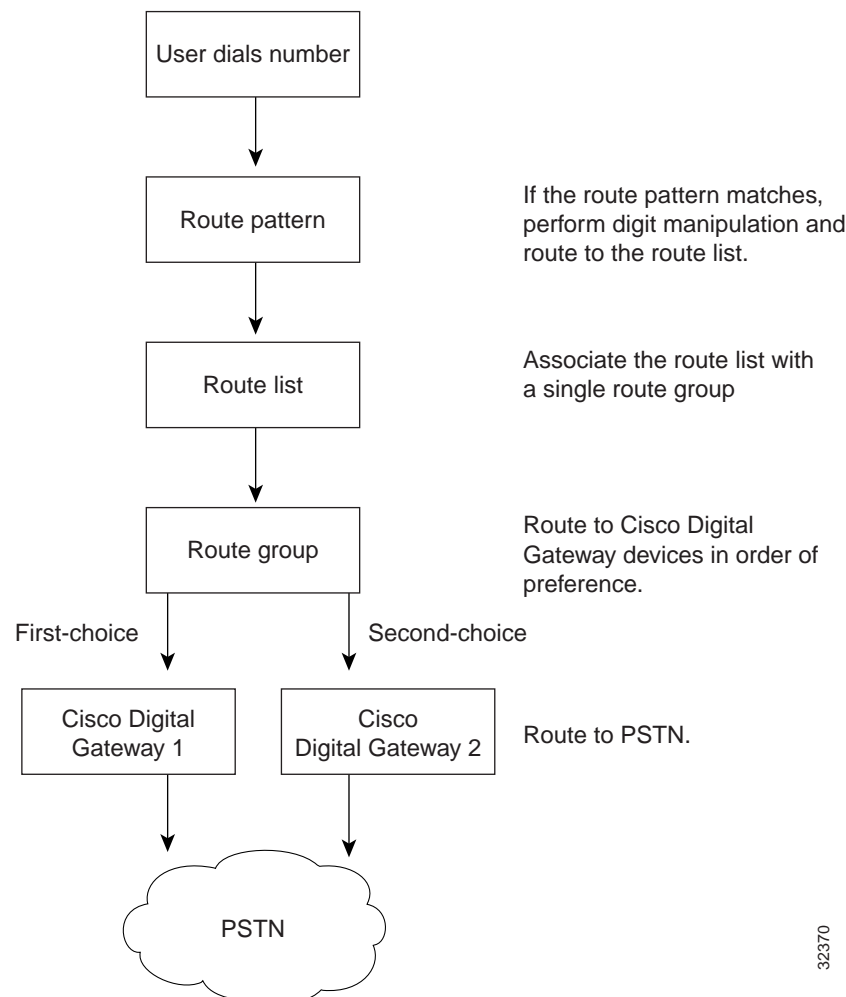 User dials number
Route pattern
If the route pattern matches,
perform digit manipulation and
route to the route list.
Route list
Associate the route list with
a single route group
Route group
Route to Cisco Digital
Gateway devices in order of
preference.
First-choice
Second-choice
Cisco Digital
Gateway 1
Cisco
Digital Gateway 2
Route to PSTN.
PSTN
32370